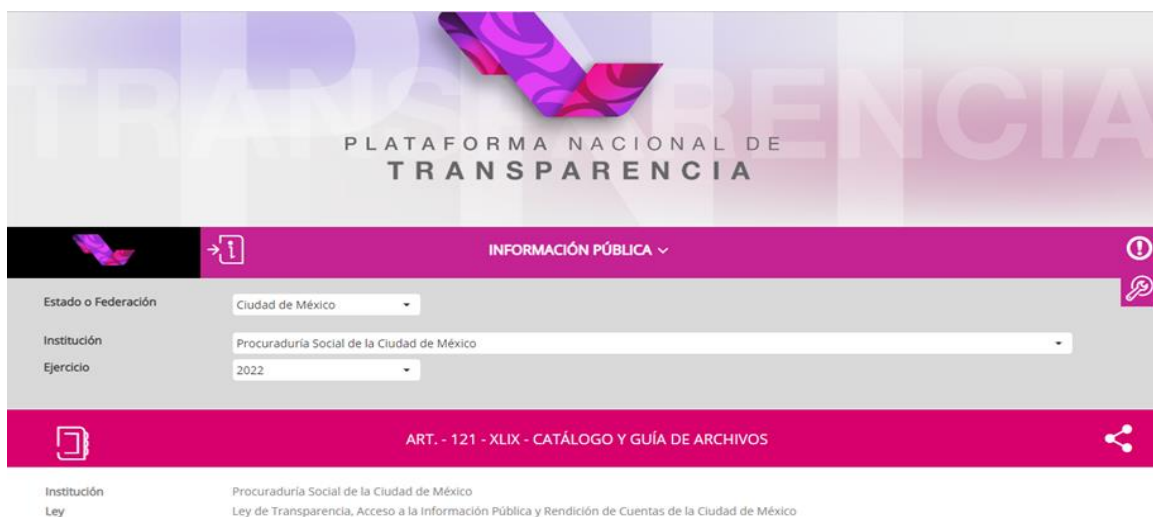 TRANSPARENCIA
PLATAFORMA NACIONAL DE
TRANSPARENCIA
INFORMACIÓN PÚBLICA
Estado o Federación
Ciudad de México
Institución
Procuraduría Social de la Ciudad de México
Ejercicio
2022
ART. - 121 - XLIX - CATÁLOGO Y GUÍA DE ARCHIVOS
Institución
Procuraduría Social de la Ciudad de México
Ley
Ley de Transparencia, Acceso a la Información Pública y Rendición de Cuentas de la Ciudad de México